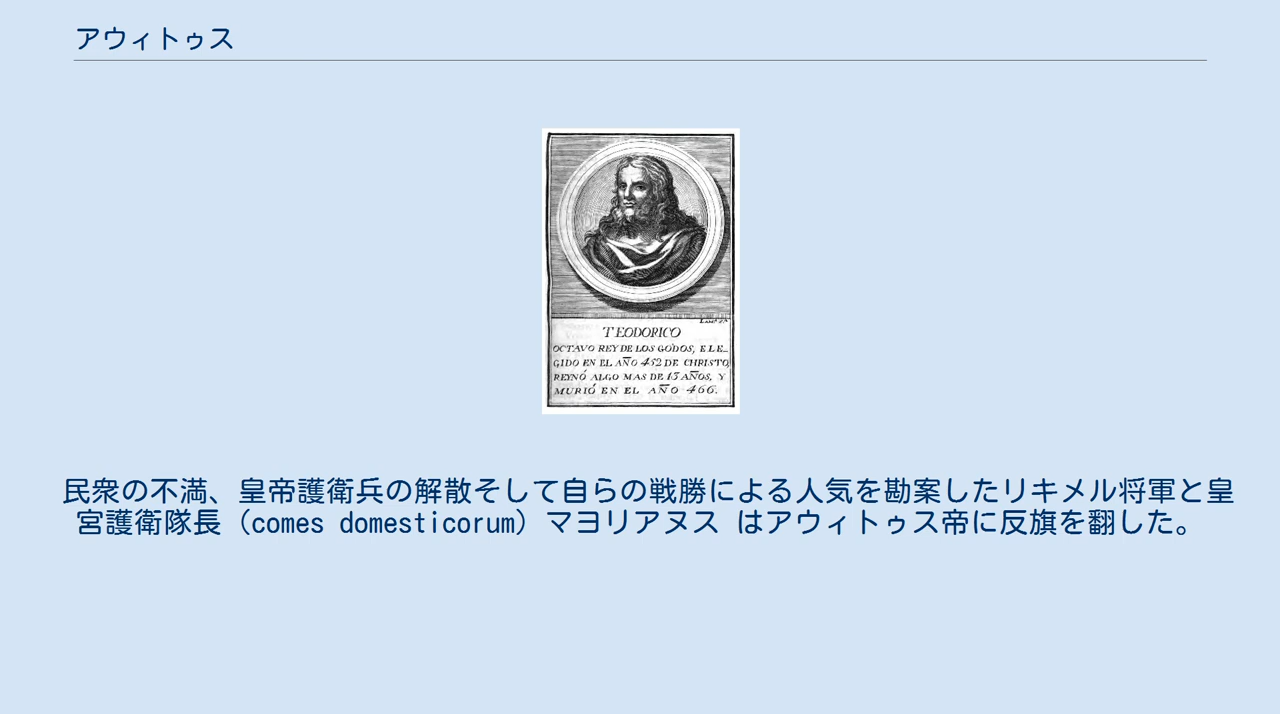 アウィトゥス
TEODORICO
OCTAVO REY DE LOS GODOS, ELE_
GIDO EN EL AÑO 452 DE CHRISTO,
REYNÓ ALGO MAS DE 13 AÑOS, Y
MURIÓ EN EL AÑO 466.
民衆の不満、皇帝護衛兵の解散そして自らの戦勝による人気を勘案したリキメル将軍と皇
宮護衛隊長（comes domesticorum）マヨリアヌス はアウィトゥス帝に反旗を翻した。